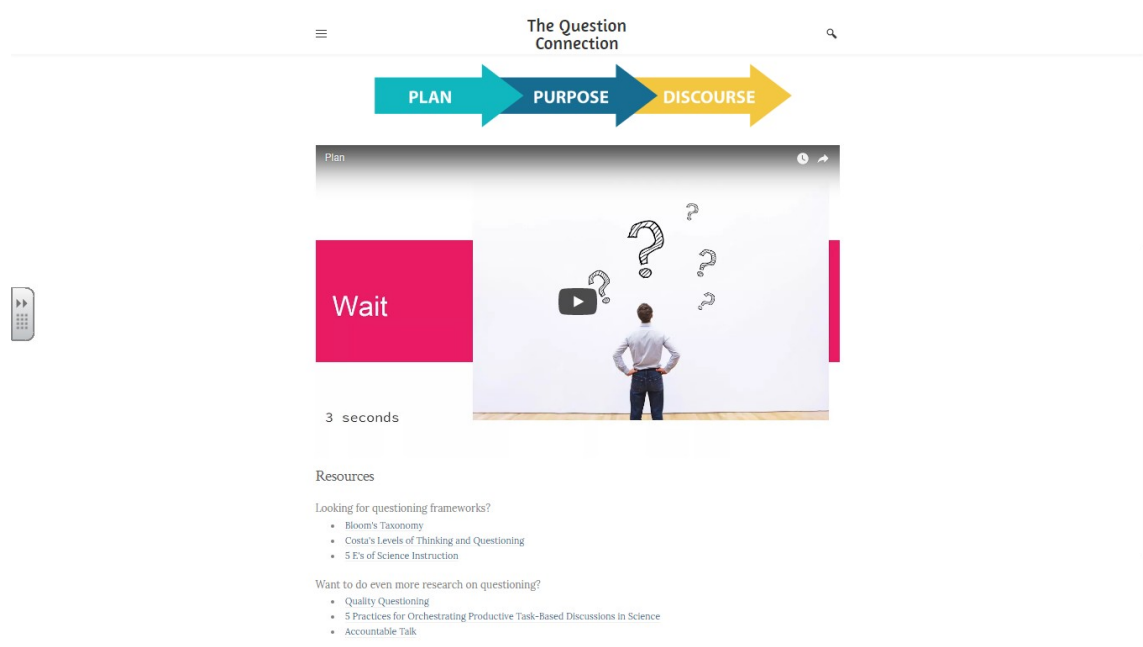 The Question
Connection
PLAN PURPOSE DISCOURSE
Plan
? ? ? ? ?
Wait
3 seconds
Resources
Looking for questioning frameworks?
• Bloom's Taxonomy
• Costa's Levels of Thinking and Questioning
• 5 E's of Science Instruction
Want to do even more research on questioning?
• Quality Questioning
• 5 Practices for Orchestrating Productive Task-Based Discussions in Science
• Accountable Talk